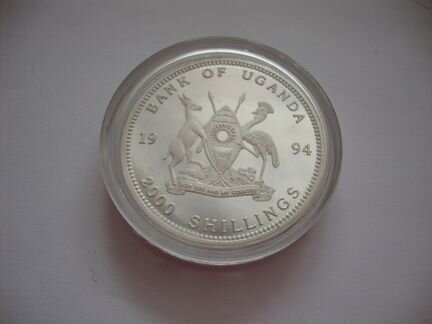 BANK OF UGANDA
19 94
FOR GOD AND MY COUNTRY
2000 SHILLINGS